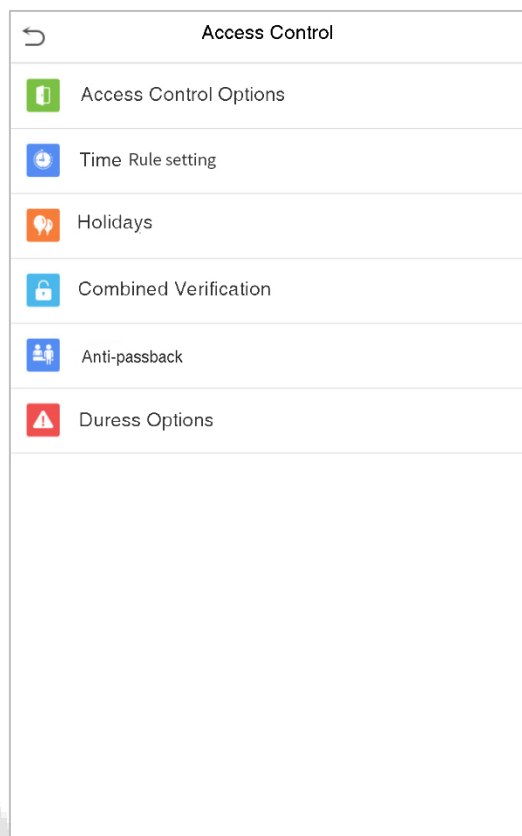 Access Control
Access Control Options
Time Rule setting
Holidays
Combined Verification
Anti-passback
Duress Options